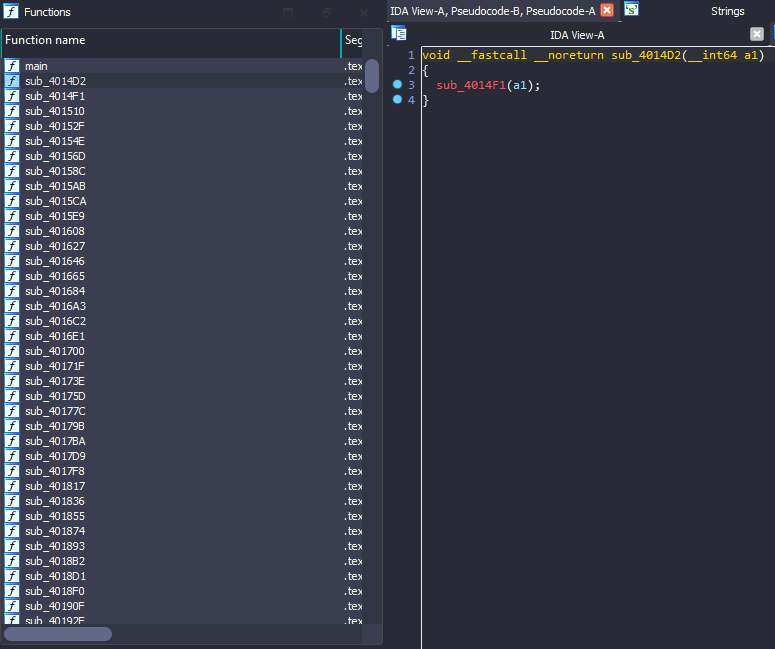 Functions
Function name Seg
main .tex
sub_4014D2 .tex
sub_4014F1 .tex
sub_401510 .tex
sub_40152F .tex
sub_40154E .tex
sub_40156D .tex
sub_40158C .tex
sub_4015AB .tex
sub_4015CA .tex
sub_4015E9 .tex
sub_401608 .tex
sub_401627 .tex
sub_401646 .tex
sub_401665 .tex
sub_401684 .tex
sub_4016A3 .tex
sub_4016C2 .tex
sub_4016E1 .tex
sub_401700 .tex
sub_40171F .tex
sub_40173E .tex
sub_40175D .tex
sub_40177C .tex
sub_40179B .tex
sub_4017BA .tex
sub_4017D9 .tex
sub_4017F8 .tex
sub_401817 .tex
sub_401836 .tex
sub_401855 .tex
sub_401874 .tex
sub_401893 .tex
sub_4018B2 .tex
sub_4018D1 .tex
sub_4018F0 .tex
sub_40190F .tex
sub_40192E .tex
IDA View-A, Pseudocode-B, Pseudocode-A 's' Strings
IDA View-A
1 void __fastcall __noreturn sub_4014D2(__int64 a1)
2 {
3 sub_4014F1(a1);
4 }